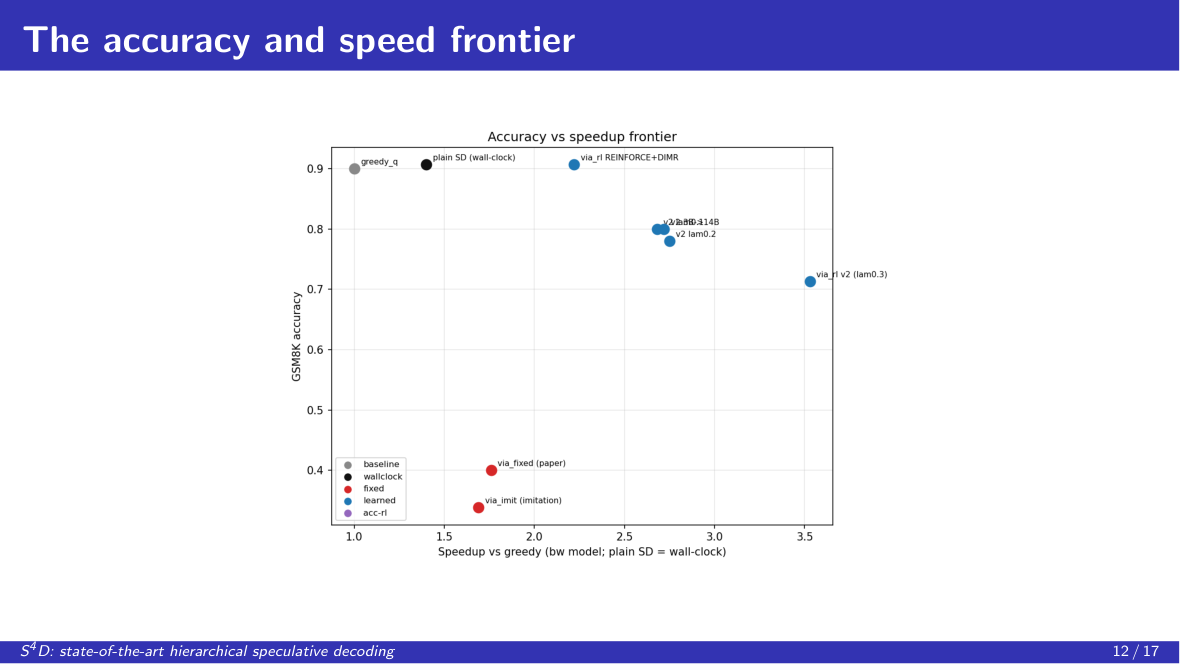 The accuracy and speed frontier
Accuracy vs speedup frontier
greedy_q
plain SD (wall-clock)
via_rl REINFORCE+DIMR
v2 lam0.2
via_rl v2 (lam0.3)
via_fixed (paper)
via_imit (imitation)
0.9
0.8
0.7
0.6
0.5
0.4
GSM8K accuracy
baseline
wallclock
fixed
learned
acc-rl
1.0 1.5 2.0 2.5 3.0 3.5
Speedup vs greedy (bw model; plain SD = wall-clock)
S⁴D: state-of-the-art hierarchical speculative decoding
12 / 17